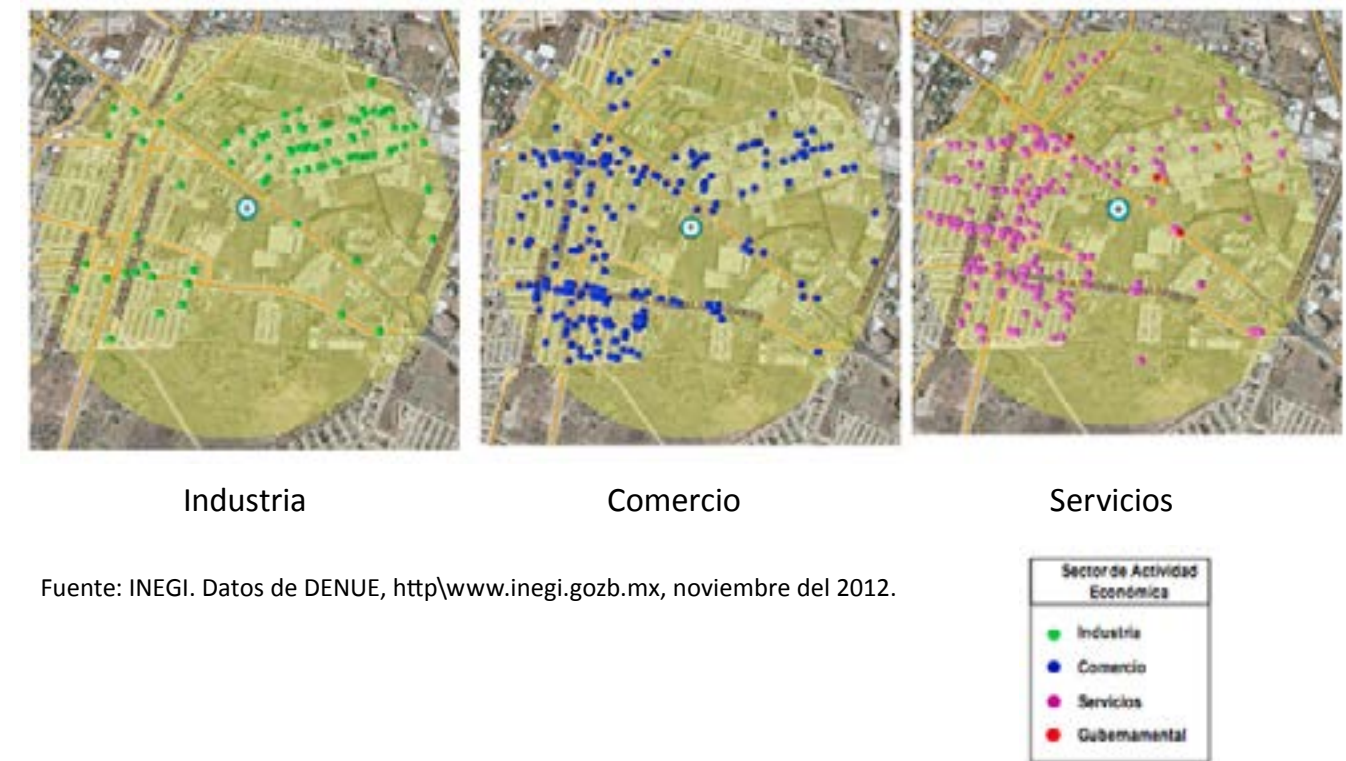 Industria
Comercio
Servicios
Fuente: INEGI. Datos de DENUE, http\www.inegi.gozb.mx, noviembre del 2012.
Sector de Actividad
Económica
Industria
Comercio
Servicios
Gubernamental